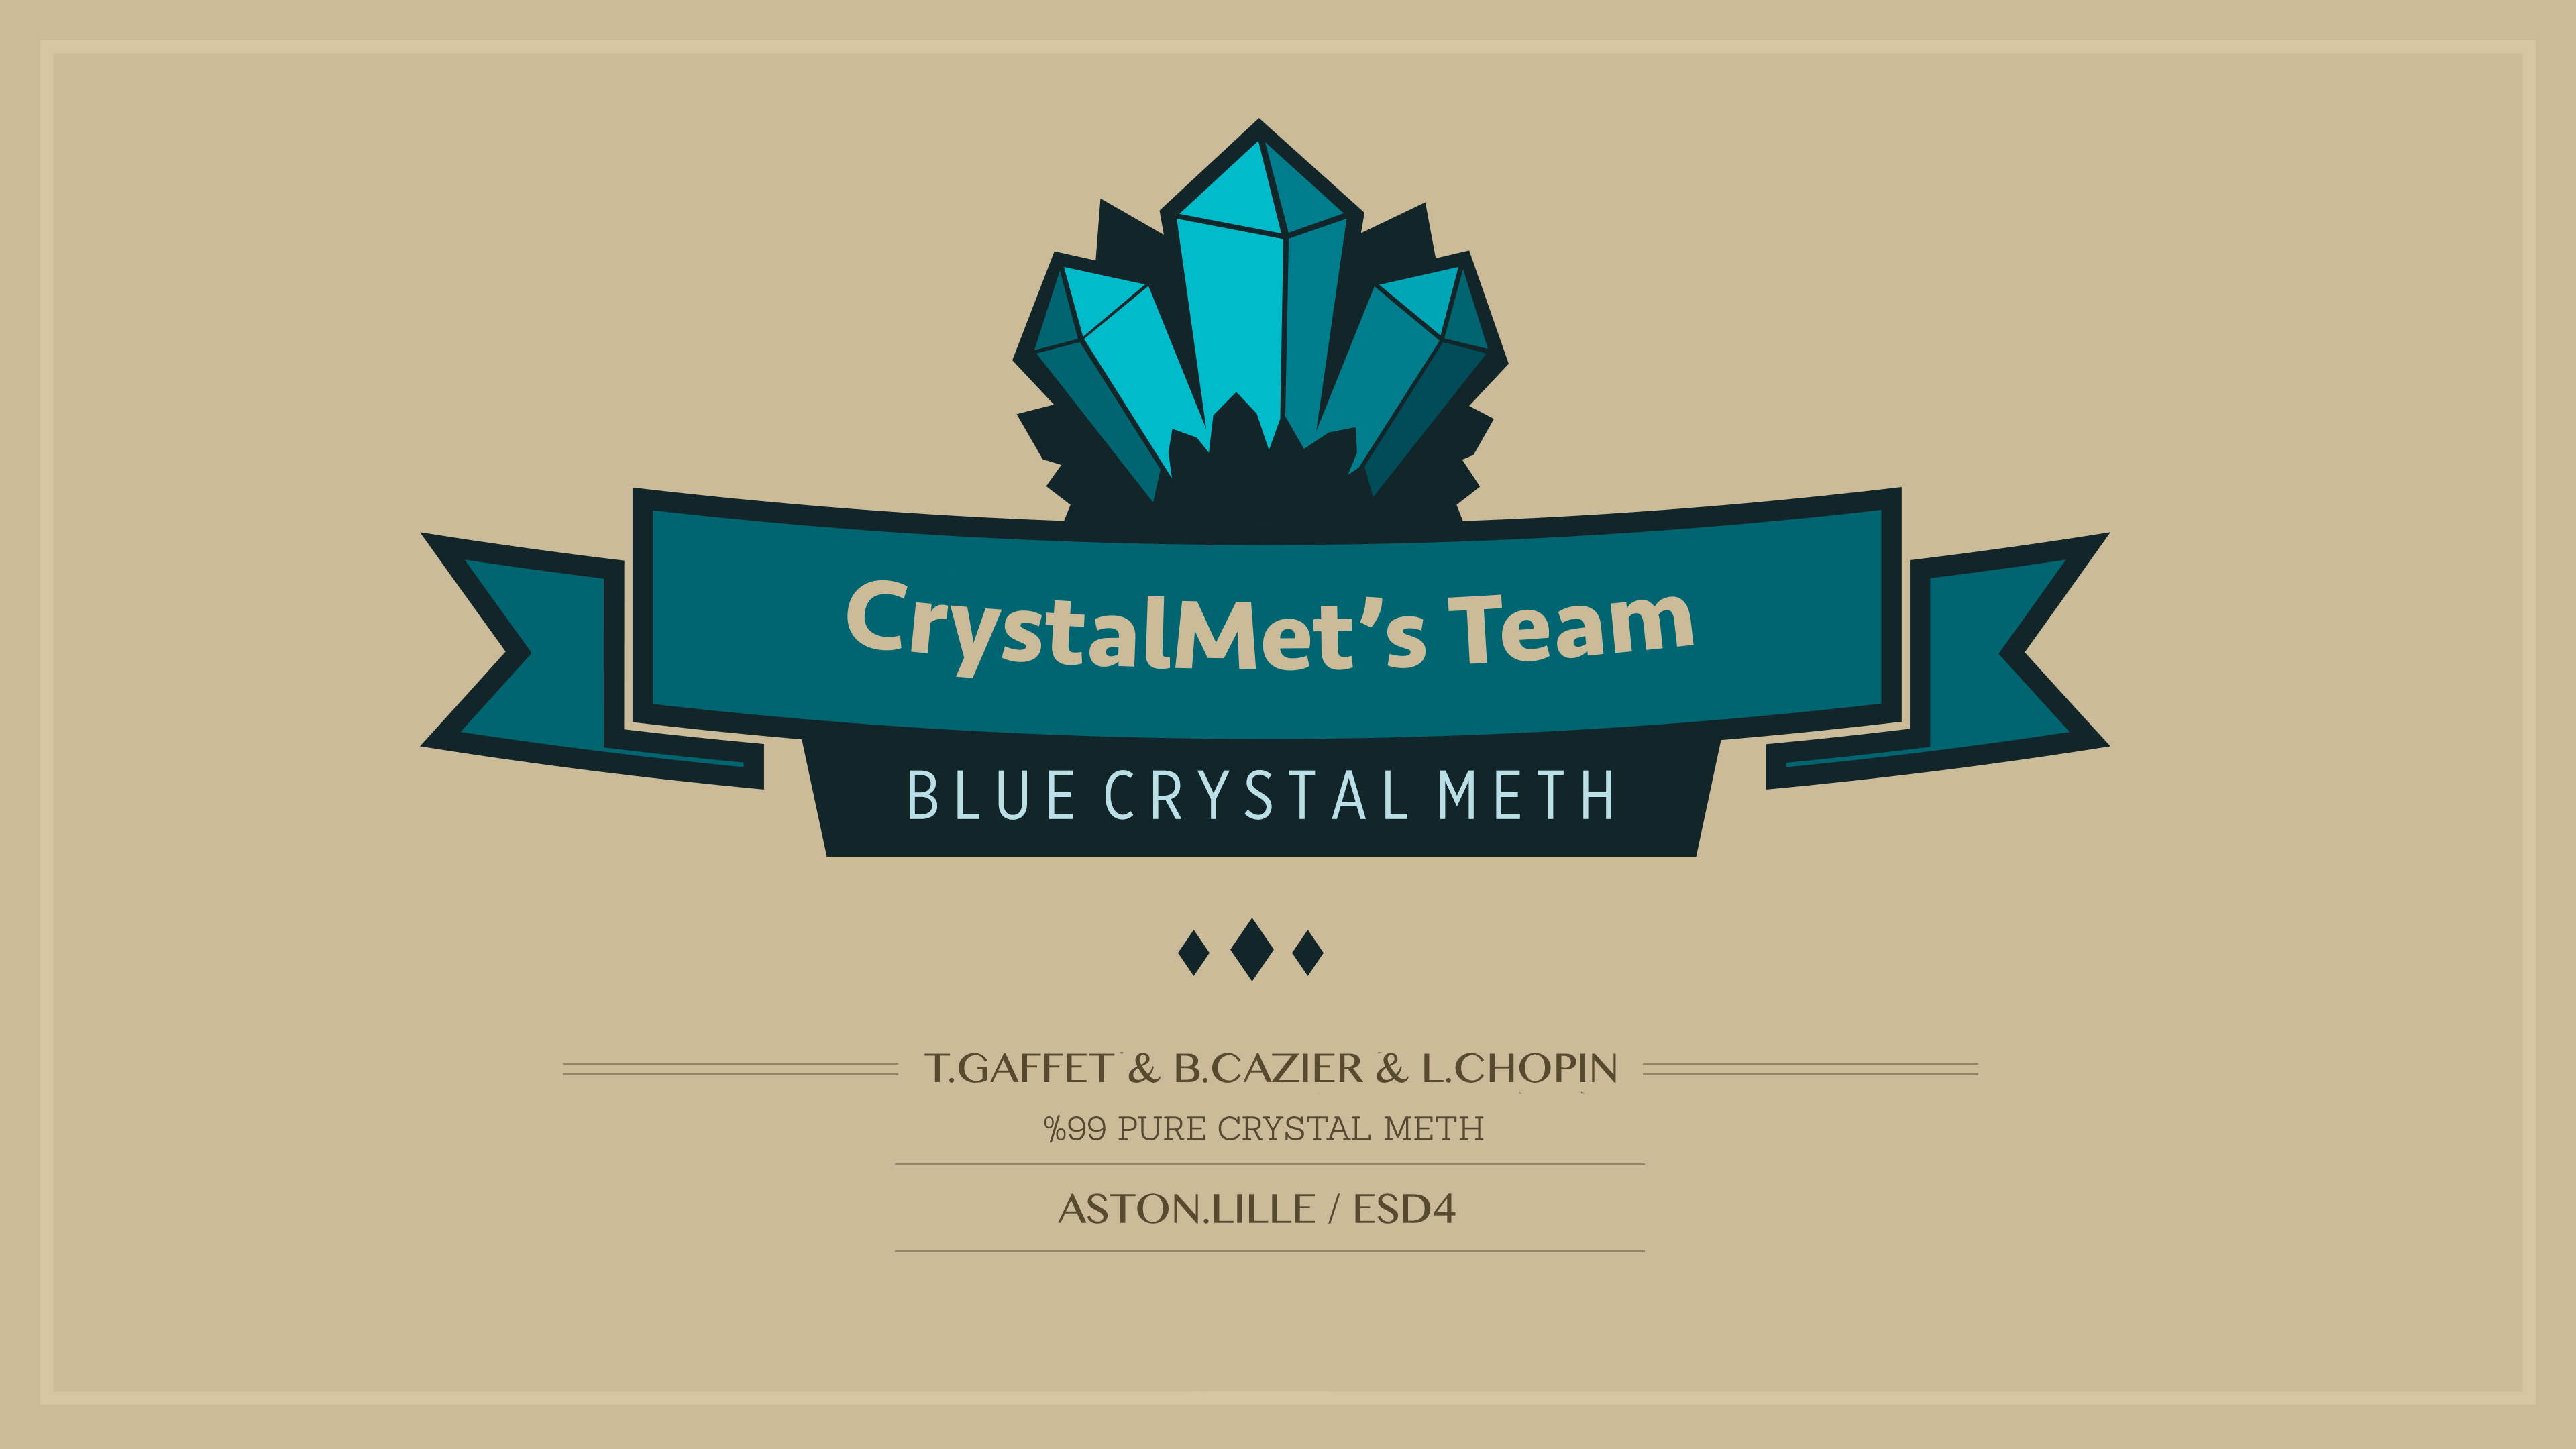 CrystalMet’s Team
BLUE CRYSTAL METH
T.GAFFET & B.CAZIER & L.CHOPIN
%99 PURE CRYSTAL METH
ASTON.LILLE / ESD4